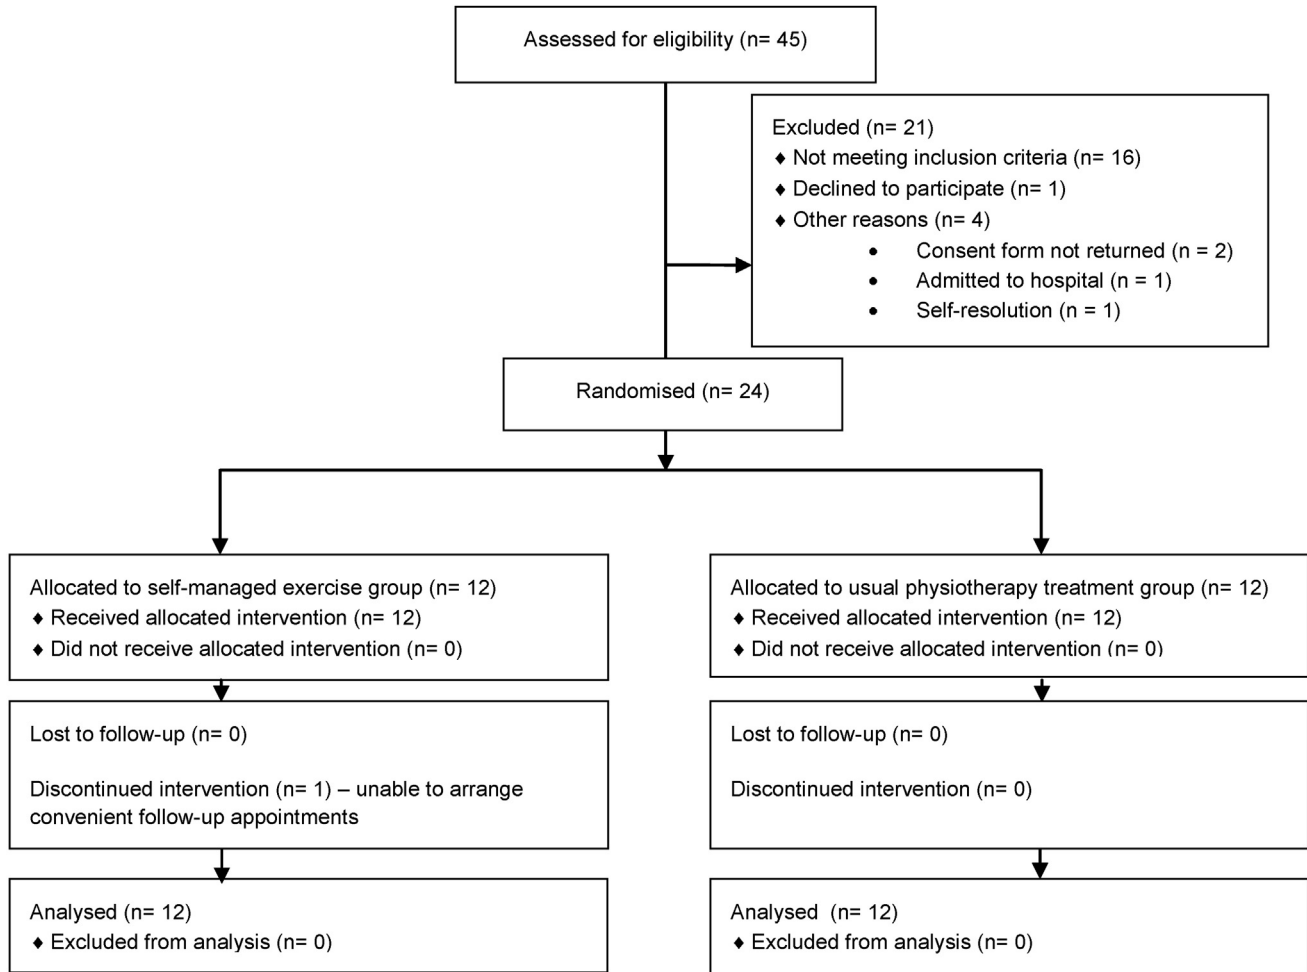 Assessed for eligibility (n= 45)
Excluded (n= 21)
♦ Not meeting inclusion criteria (n= 16)
♦ Declined to participate (n= 1)
♦ Other reasons (n= 4)
• Consent form not returned (n = 2)
• Admitted to hospital (n = 1)
• Self-resolution (n = 1)
Randomised (n= 24)
Allocated to self-managed exercise group (n= 12)
♦ Received allocated intervention (n= 12)
♦ Did not receive allocated intervention (n= 0)
Allocated to usual physiotherapy treatment group (n= 12)
♦ Received allocated intervention (n= 12)
♦ Did not receive allocated intervention (n= 0)
Lost to follow-up (n= 0)
Discontinued intervention (n= 1) – unable to arrange
convenient follow-up appointments
Lost to follow-up (n= 0)
Discontinued intervention (n= 0)
Analysed (n= 12)
♦ Excluded from analysis (n= 0)
Analysed  (n= 12)
♦ Excluded from analysis (n= 0)